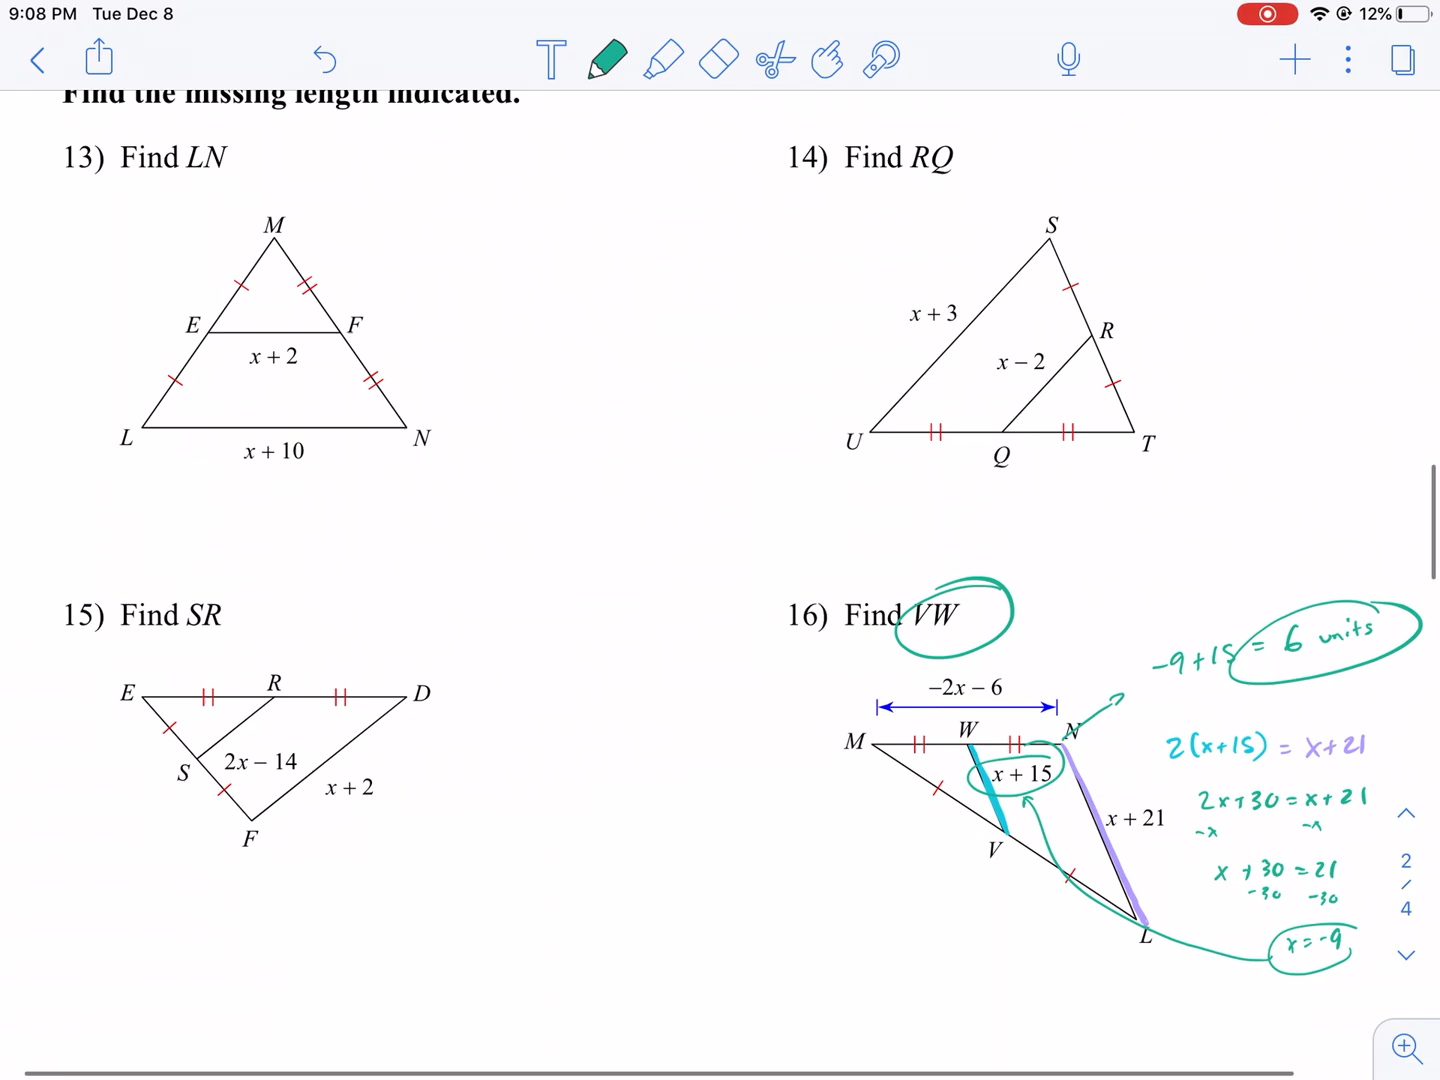 9:08 PM Tue Dec 8
12%
T
Find the missing length indicated.
13) Find LN
M
E
F
x + 2
L
N
x + 10
14) Find RQ
S
x + 3
R
x − 2
U
Q
T
15) Find SR
E
R
D
S
2x − 14
x + 2
F
16) Find VW
-9+15 = 6 units
−2x − 6
M
W
N
x + 15
V
x + 21
L
2(x+15) = x+21
2x+30 = x+21
-x -x
x +30 = 21
-30 -30
x = -9
2
/
4